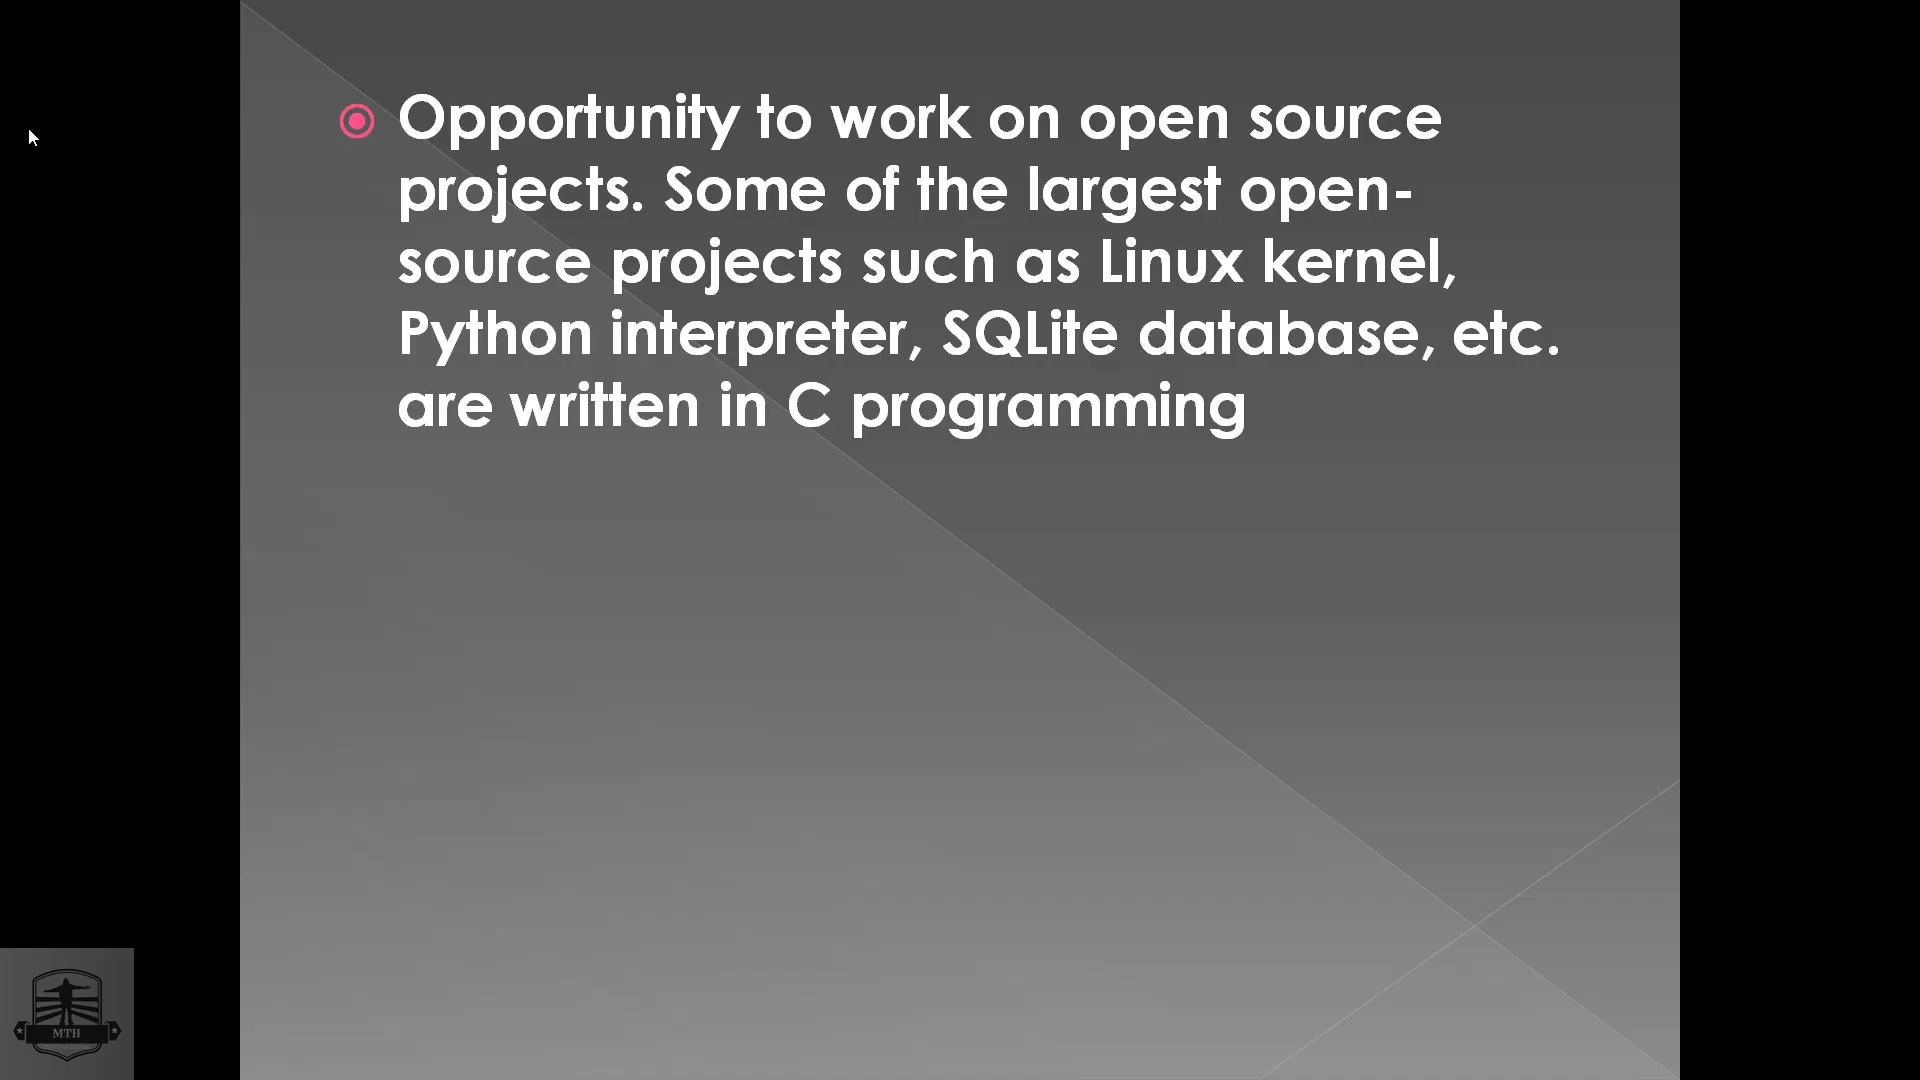 Opportunity to work on open source
projects. Some of the largest open-
source projects such as Linux kernel,
Python interpreter, SQLite database, etc.
are written in C programming
MTH